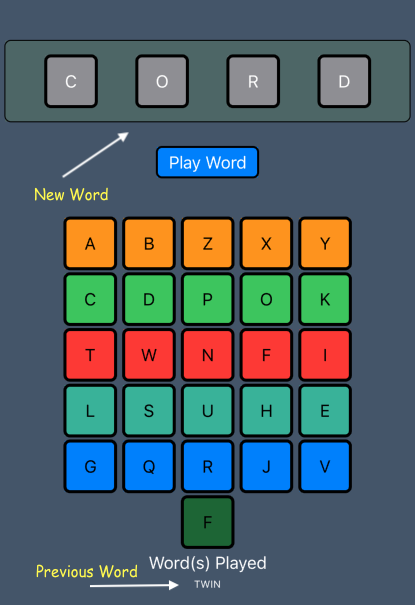 C O R D
Play Word
New Word
A B Z X Y
C D P O K
T W N F I
L S U H E
G Q R J V
F
Word(s) Played
Previous Word
TWIN